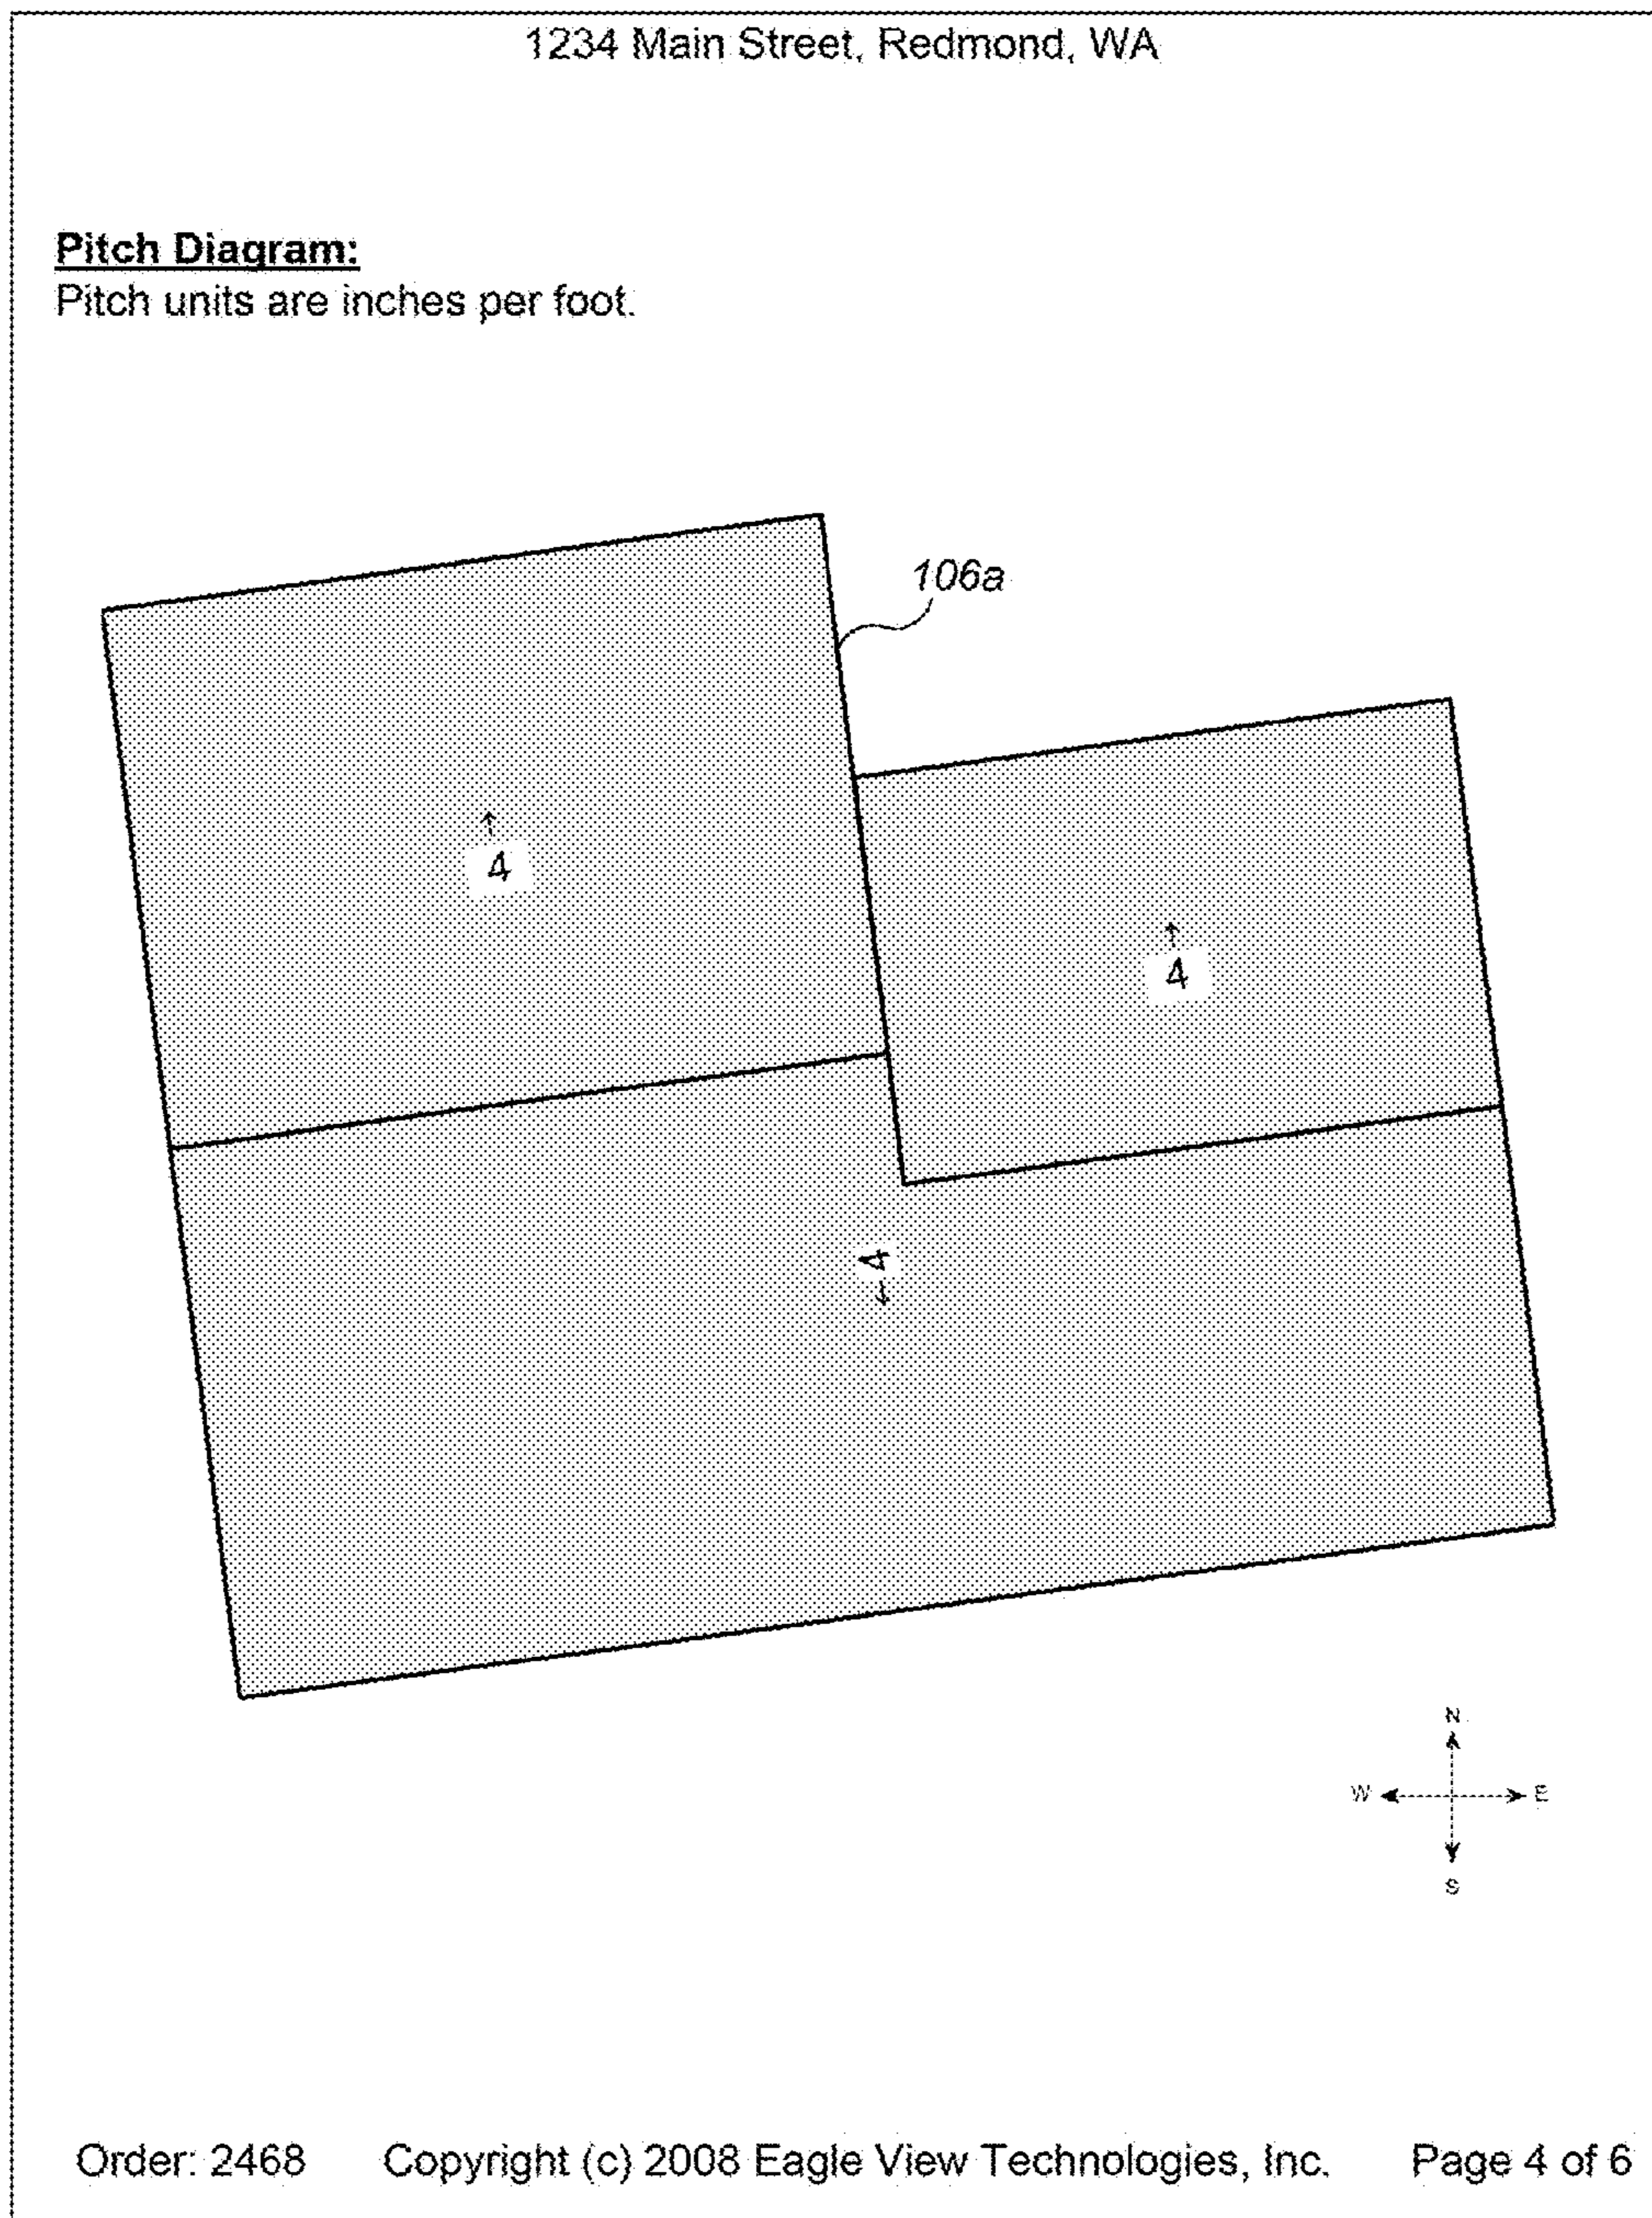 1234 Main Street, Redmond, WA
Pitch Diagram:
Pitch units are inches per foot.
106a
4
4
4
N
W E
S
Order: 2468 Copyright (c) 2008 Eagle View Technologies, Inc. Page 4 of 6